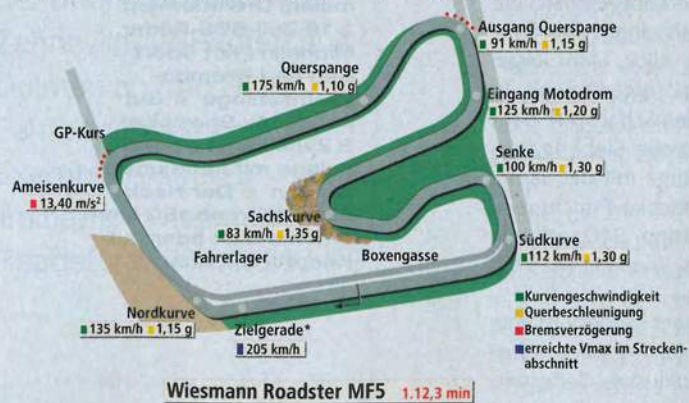 Ausgang Querspange
91 km/h 1,15 g
Querspange
175 km/h 1,10 g
Eingang Motodrom
125 km/h 1,20 g
GP-Kurs
Senke
100 km/h 1,30 g
Ameisenkurve
13,40 m/s²
Sachskurve
83 km/h 1,35 g
Fahrerlager
Boxengasse
Südkurve
112 km/h 1,30 g
Nordkurve
135 km/h 1,15 g
Zielgerade*
205 km/h
Kurvengeschwindigkeit
Querbeschleunigung
Bremsverzögerung
erreichte Vmax im Strecken-
abschnitt
Wiesmann Roadster MF5 1.12,3 min